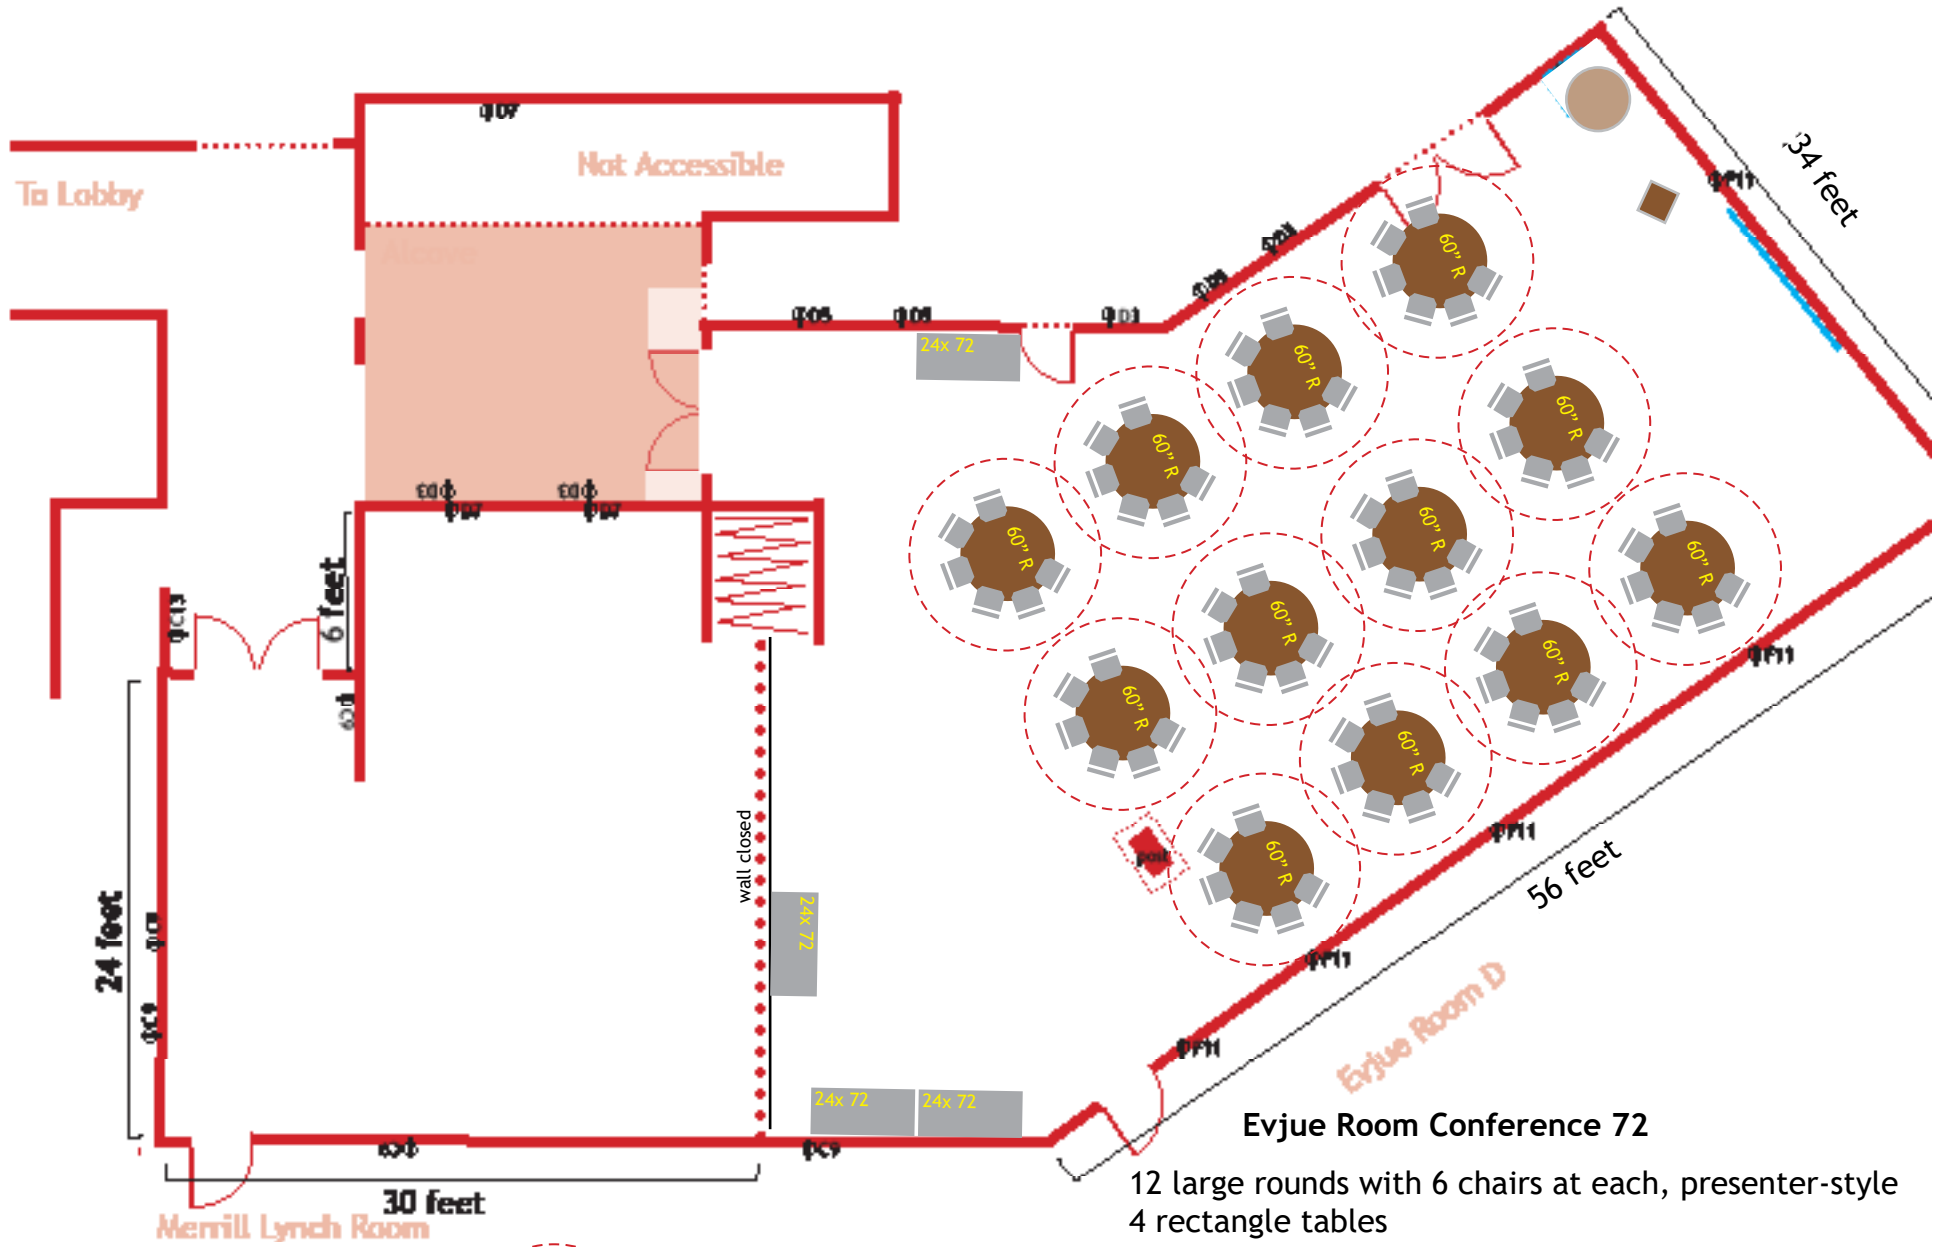 Not Accessible
To Lobby
Alcove
34 feet
24x 72
60” R
60” R
60” R
60” R
60” R
60” R
60” R
60” R
60” R
60” R
60” R
60” R
6 feet
wall closed
24x 72
24 feet
post
56 feet
Evjue Room D
24x 72
24x 72
30 feet
Merrill Lynch Room
Evjue Room Conference 72
12 large rounds with 6 chairs at each, presenter-style
4 rectangle tables